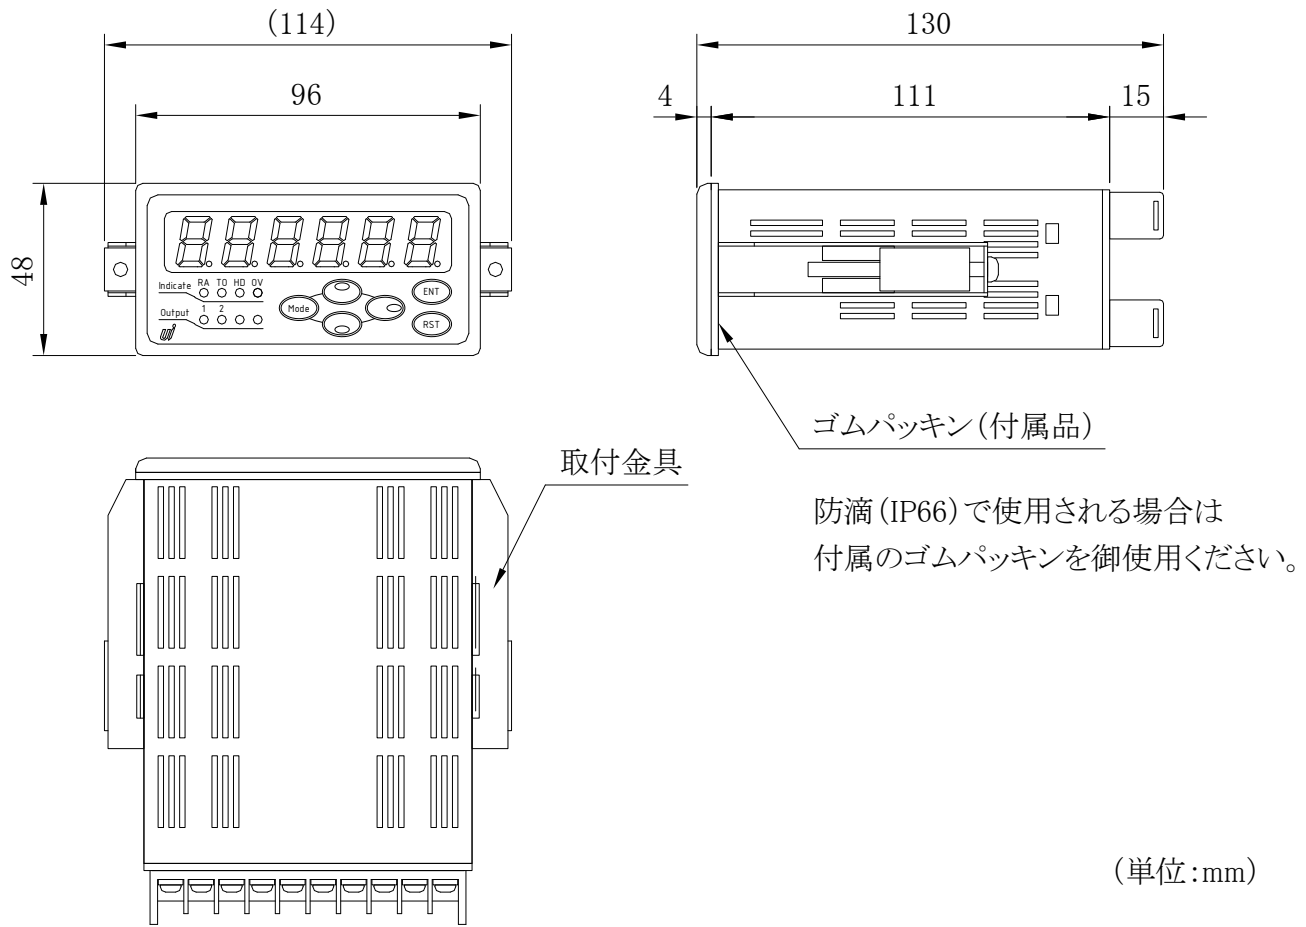 (114)
96
48
Indicate RA TO HD OV
Output 1 2
Mode
ENT
RST
130
4 111 15
ゴムパッキン(付属品)
取付金具
防滴(IP66)で使用される場合は
付属のゴムパッキンを御使用ください。
(単位:mm)